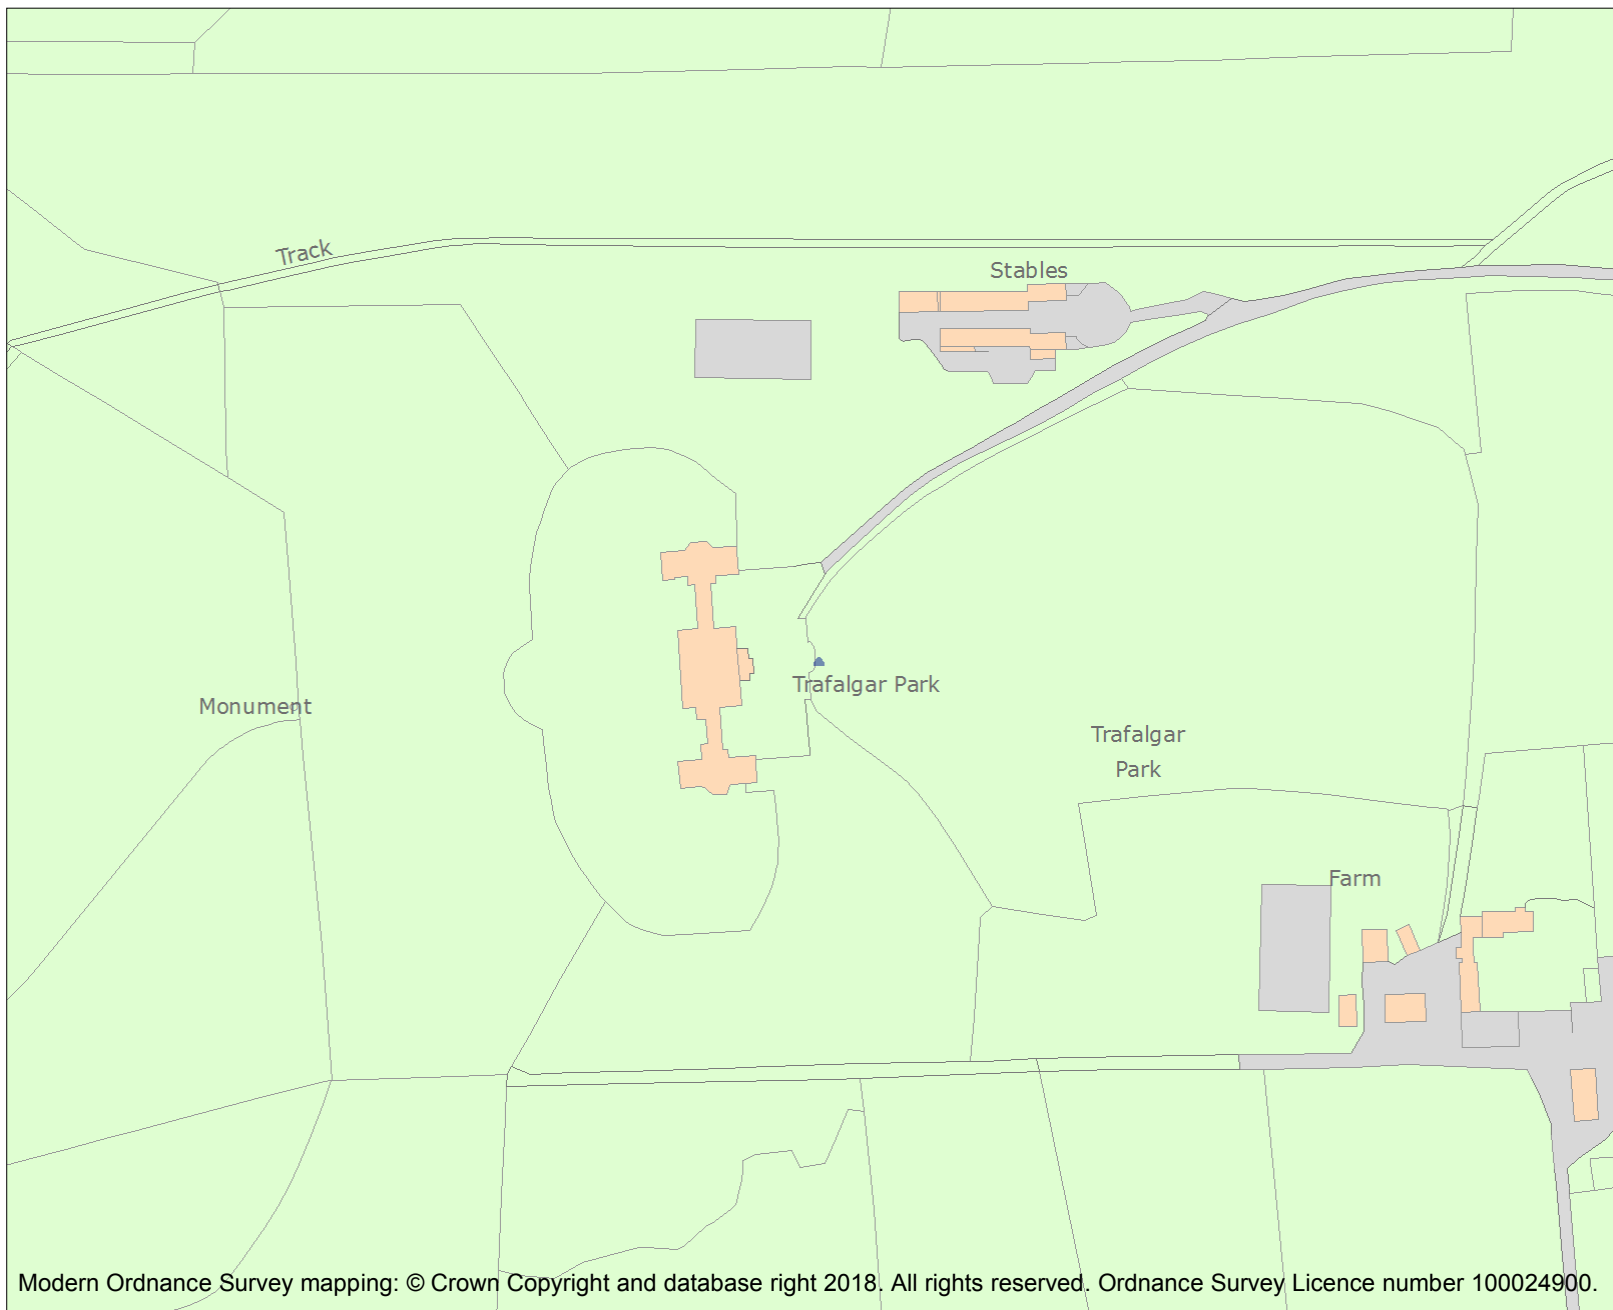 Track
Stables
Trafalgar Park
Monument
Trafalgar
Park
Farm
Modern Ordnance Survey mapping: © Crown Copyright and database right 2018. All rights reserved. Ordnance Survey Licence number 100024900.